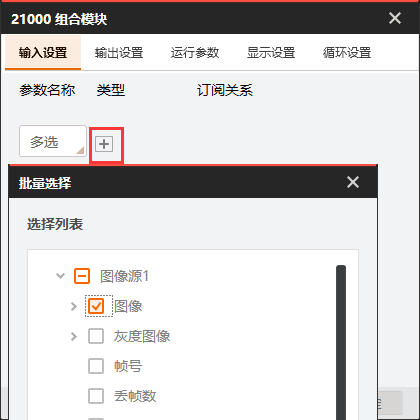 21000 组合模块
输入设置 输出设置 运行参数 显示设置 循环设置
参数名称 类型 订阅关系
多选
批量选择
选择列表
图像源1
图像
灰度图像
帧号
丢帧数